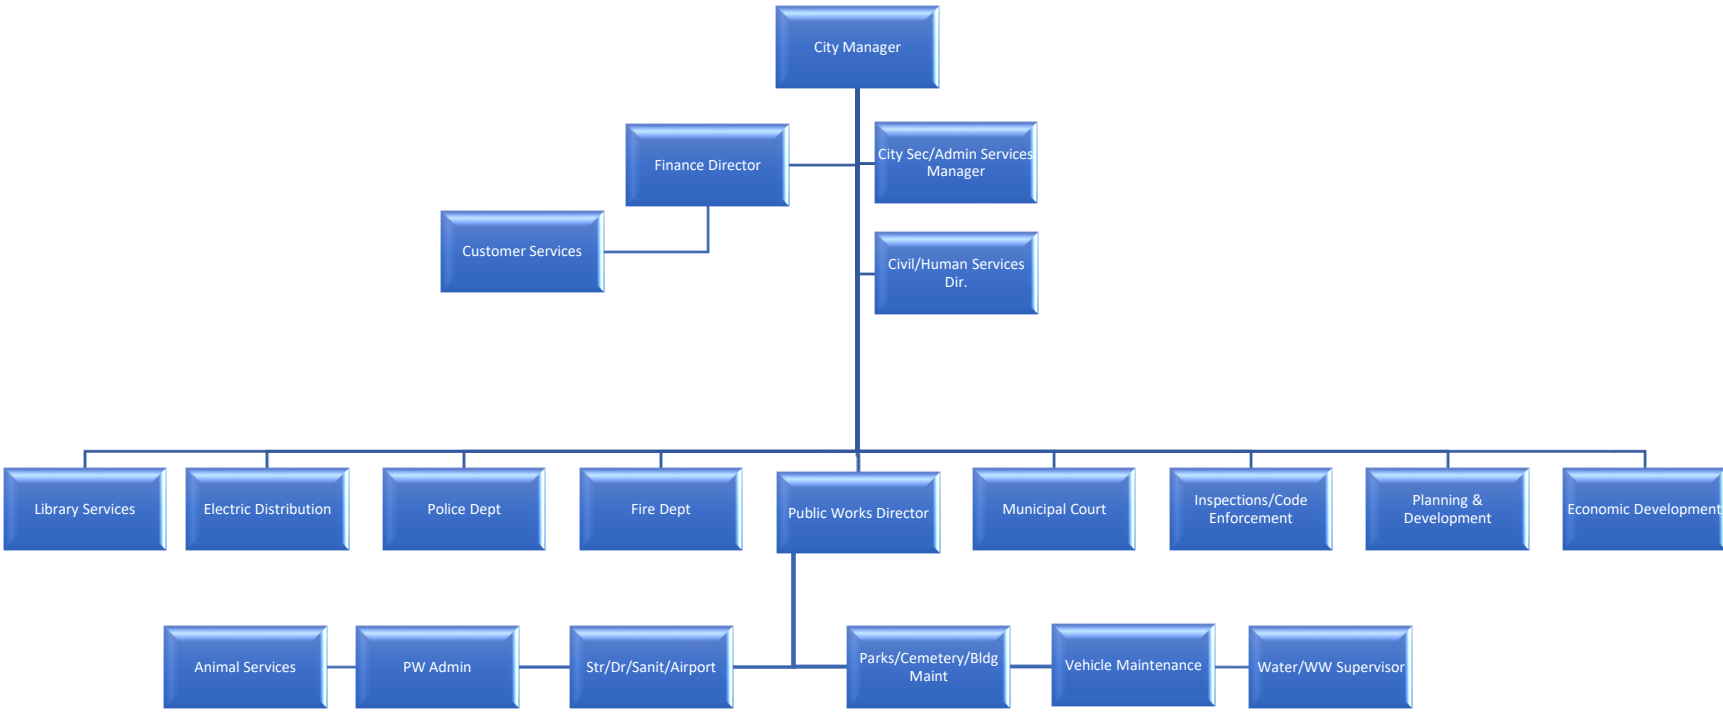 City Manager
Finance Director
City Sec/Admin Services
Manager
Customer Services
Civil/Human Services
Dir.
Library Services
Electric Distribution
Police Dept
Fire Dept
Public Works Director
Municipal Court
Inspections/Code
Enforcement
Planning &
Development
Economic Development
Animal Services
PW Admin
Str/Dr/Sanit/Airport
Parks/Cemetery/Bldg
Maint
Vehicle Maintenance
Water/WW Supervisor